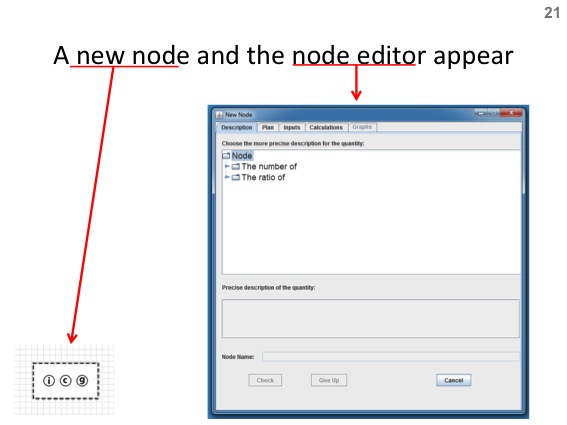 21
A new node and the node editor appear
New Node
Description Plan Inputs Calculations Graphs
Choose the more precise description for the quantity:
Node
The number of
The ratio of
Precise description of the quantity:
Node Name:
Check Give Up Cancel
i c g